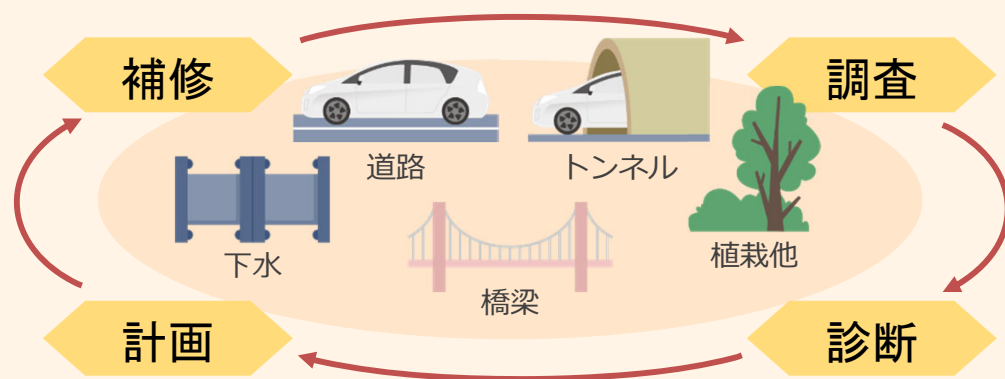 補修
調査
道路
トンネル
下水
植栽他
橋梁
計画
診断